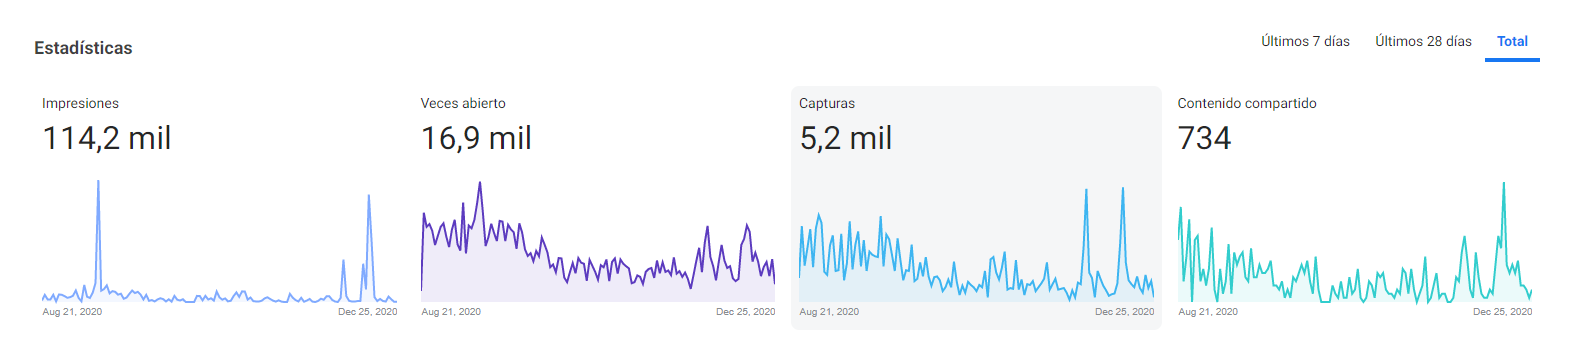 Estadísticas
Últimos 7 días
Últimos 28 días
Total
Impresiones
114,2 mil
Aug 21, 2020
Dec 25, 2020
Veces abierto
16,9 mil
Aug 21, 2020
Dec 25, 2020
Capturas
5,2 mil
Aug 21, 2020
Dec 25, 2020
Contenido compartido
734
Aug 21, 2020
Dec 25, 2020